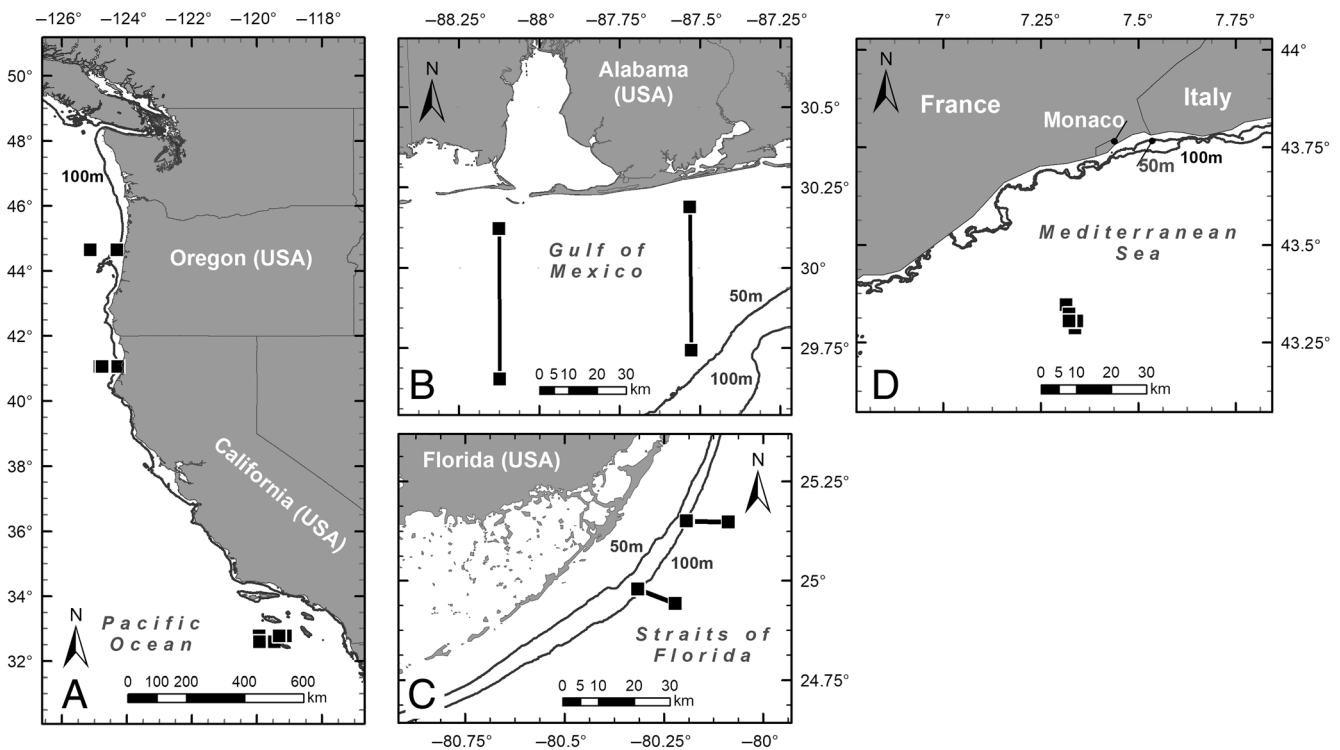 −126° −124° −122° −120° −118°
50°
48°
46°
44°
42°
40°
38°
36°
34°
32°
100m
Oregon (USA)
California (USA)
Pacific
Ocean
N
A
0 100 200 400 600
km
−88.25° −88° −87.75° −87.5° −87.25°
N
Alabama
(USA)
30.5°
30.25°
30°
29.75°
Gulf of
Mexico
50m
100m
B
0 5 10 20 30
km
Florida (USA)
N
25.25°
25°
24.75°
50m
100m
Straits of
Florida
C
0 5 10 20 30
km
−80.75° −80.5° −80.25° −80°
7° 7.25° 7.5° 7.75°
N
France
Italy
Monaco
44°
43.75°
43.5°
43.25°
100m
50m
Mediterranean
Sea
D
0 5 10 20 30
km